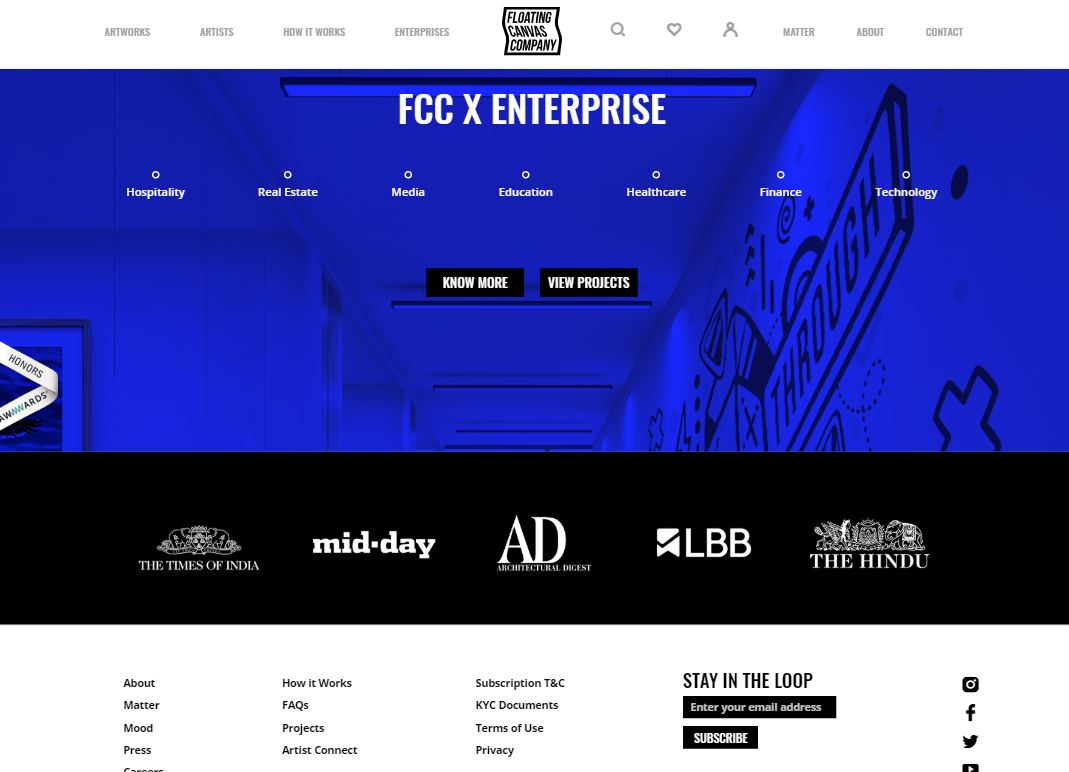 ARTWORKS ARTISTS HOW IT WORKS ENTERPRISES
FLOATING
CANVAS
COMPANY
MATTER ABOUT CONTACT
FCC X ENTERPRISE
Hospitality Real Estate Media Education Healthcare Finance Technology
KNOW MORE VIEW PROJECTS
THROUGH
HONORS
AWWWARDS
THE TIMES OF INDIA
mid-day
AD
ARCHITECTURAL DIGEST
LBB
THE HINDU
About
Matter
Mood
Press
Careers
How it Works
FAQs
Projects
Artist Connect
Subscription T&C
KYC Documents
Terms of Use
Privacy
STAY IN THE LOOP
Enter your email address
SUBSCRIBE